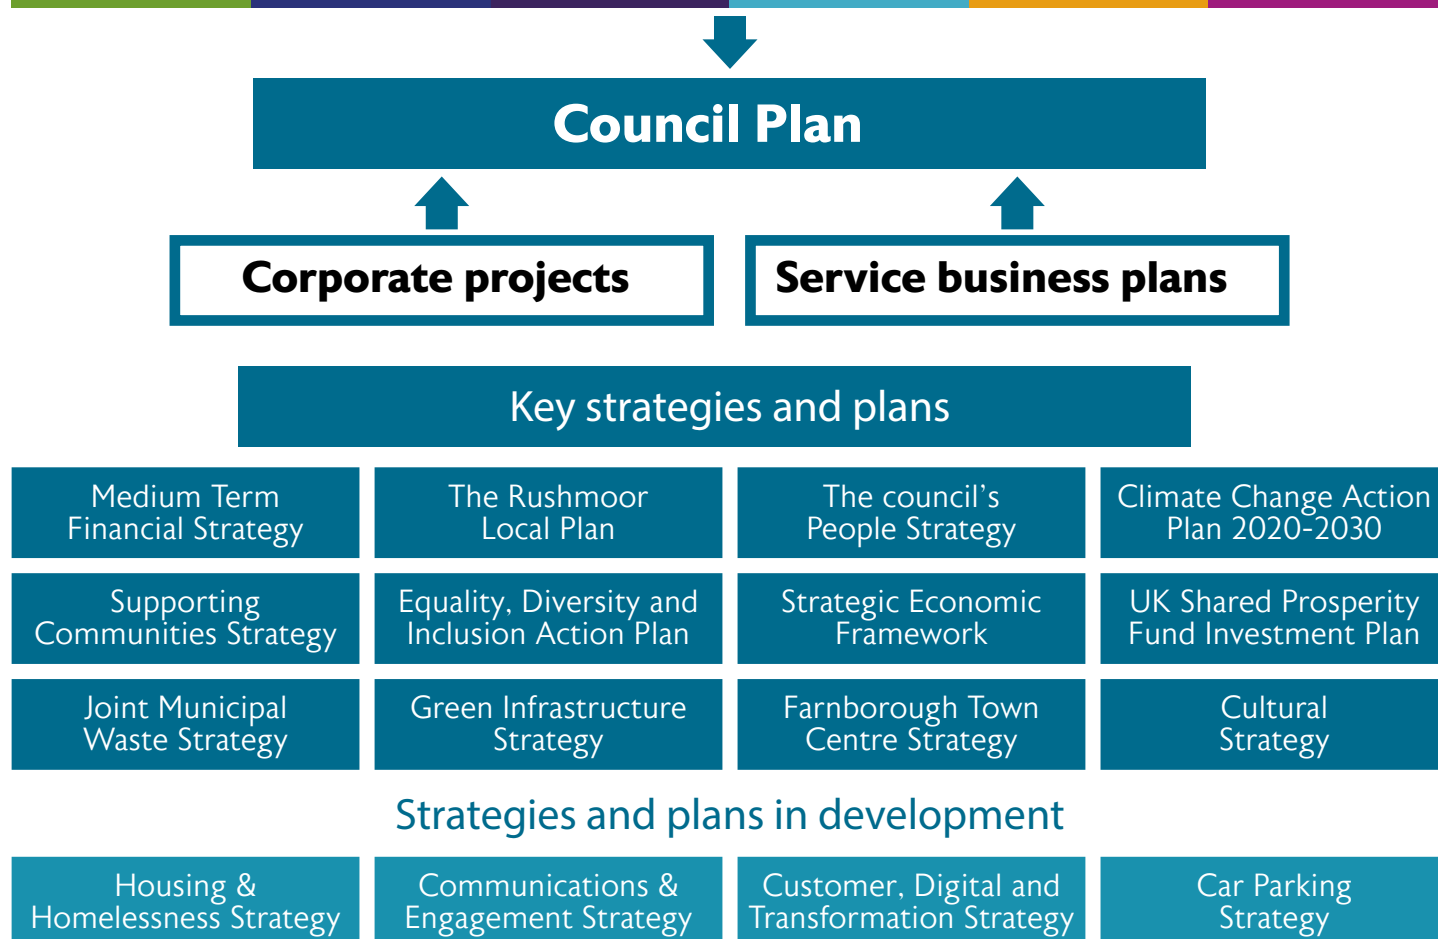 Council Plan
Corporate projects
Service business plans
Key strategies and plans
Medium Term
Financial Strategy
The Rushmoor
Local Plan
The council’s
People Strategy
Climate Change Action
Plan 2020-2030
Supporting
Communities Strategy
Equality, Diversity and
Inclusion Action Plan
Strategic Economic
Framework
UK Shared Prosperity
Fund Investment Plan
Joint Municipal
Waste Strategy
Green Infrastructure
Strategy
Farnborough Town
Centre Strategy
Cultural
Strategy
Strategies and plans in development
Housing &
Homelessness Strategy
Communications &
Engagement Strategy
Customer, Digital and
Transformation Strategy
Car Parking
Strategy